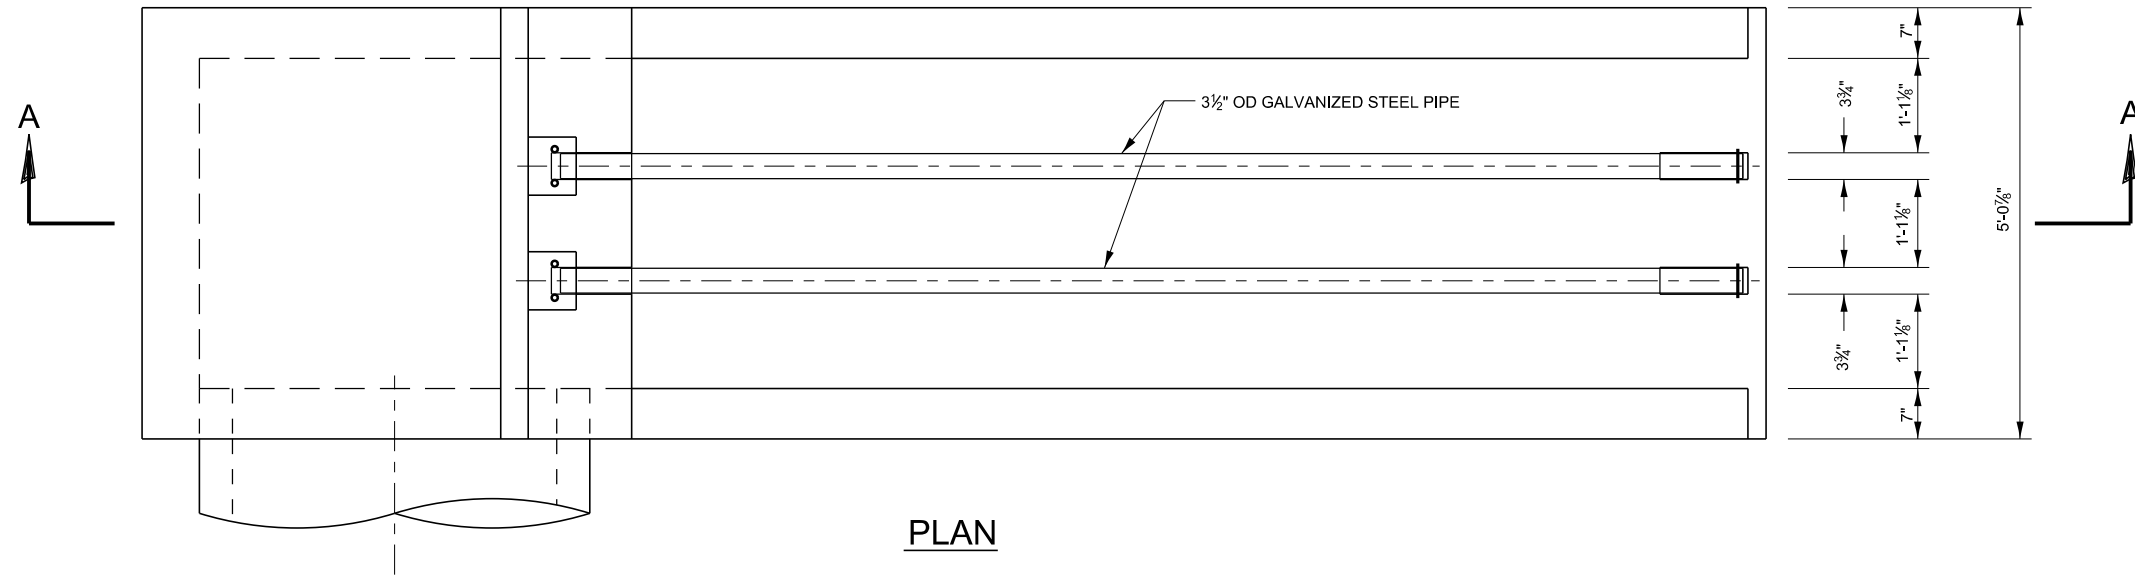 7"
A
3¾"
1'-1⅛"
3½" OD GALVANIZED STEEL PIPE
A
1'-1⅛"
5'-0⅞"
1'-1⅛"
3¾"
7"
PLAN